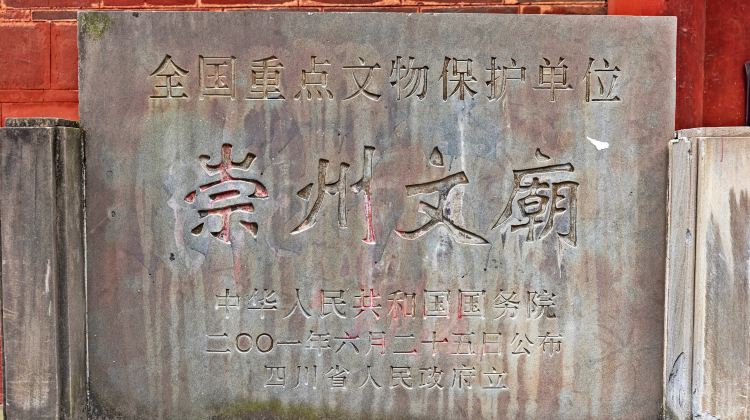 全国重点文物保护单位
崇州文庙
中华人民共和国国务院
二〇〇一年六月二十五日公布
四川省人民政府立